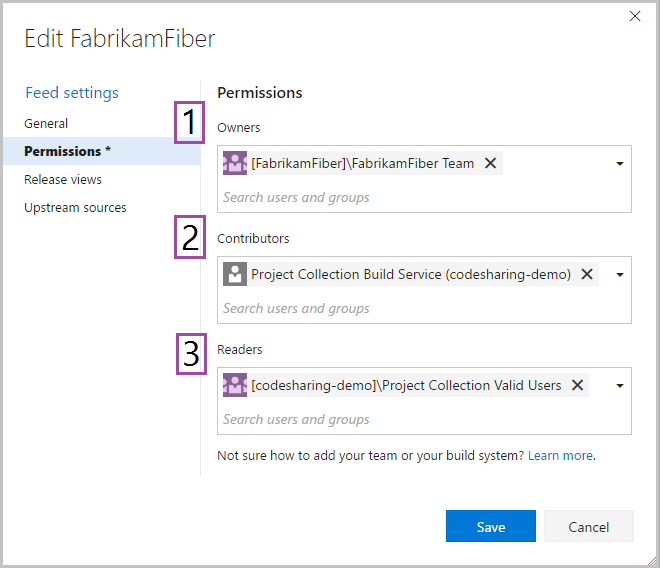 Edit FabrikamFiber
Feed settings
General
Permissions *
Release views
Upstream sources
Permissions
1
Owners
[FabrikamFiber]\FabrikamFiber Team
Search users and groups
2
Contributors
Project Collection Build Service (codesharing-demo)
Search users and groups
3
Readers
[codesharing-demo]\Project Collection Valid Users
Search users and groups
Not sure how to add your team or your build system? Learn more.
Save
Cancel